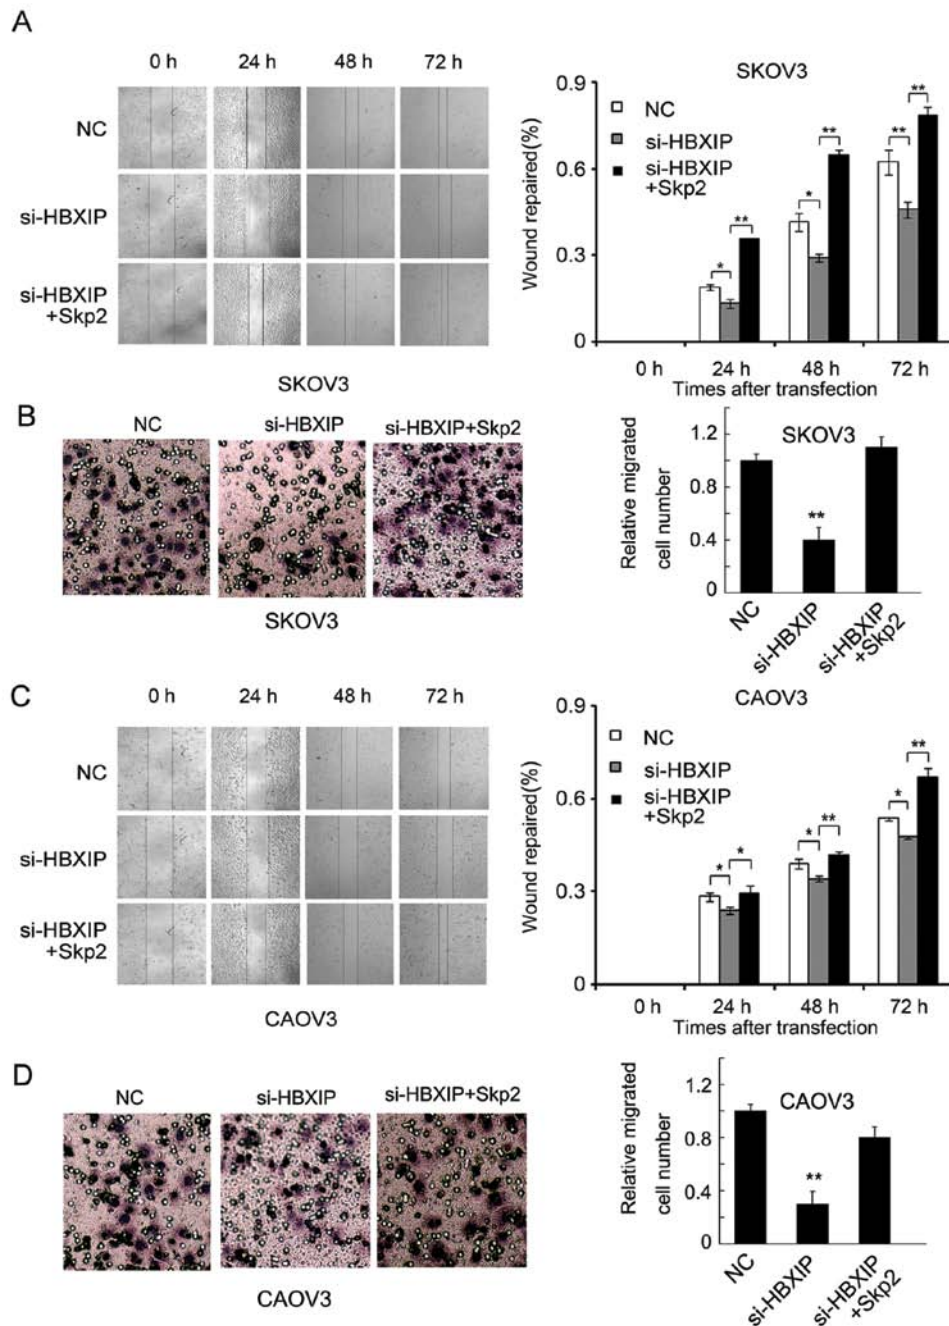 A
0 h 24 h 48 h 72 h
NC
si-HBXIP
si-HBXIP
+Skp2
SKOV3
SKOV3
NC
si-HBXIP
si-HBXIP
+Skp2
Wound repaired(%)
0.9
0.6
0.3
0
* ** * ** ** **
0 h 24 h 48 h 72 h
Times after transfection
B
NC si-HBXIP si-HBXIP+Skp2
SKOV3
SKOV3
Relative migrated
cell number
1.2
0.8
0.4
0
**
NC
si-HBXIP
si-HBXIP
+Skp2
C
0 h 24 h 48 h 72 h
NC
si-HBXIP
si-HBXIP
+Skp2
CAOV3
CAOV3
NC
si-HBXIP
si-HBXIP
+Skp2
Wound repaired(%)
0.9
0.6
0.3
0
* * * ** * **
0 h 24 h 48 h 72 h
Times after transfection
D
NC si-HBXIP si-HBXIP+Skp2
CAOV3
CAOV3
Relative migrated
cell number
1.2
0.8
0.4
0
**
NC
si-HBXIP
si-HBXIP
+Skp2